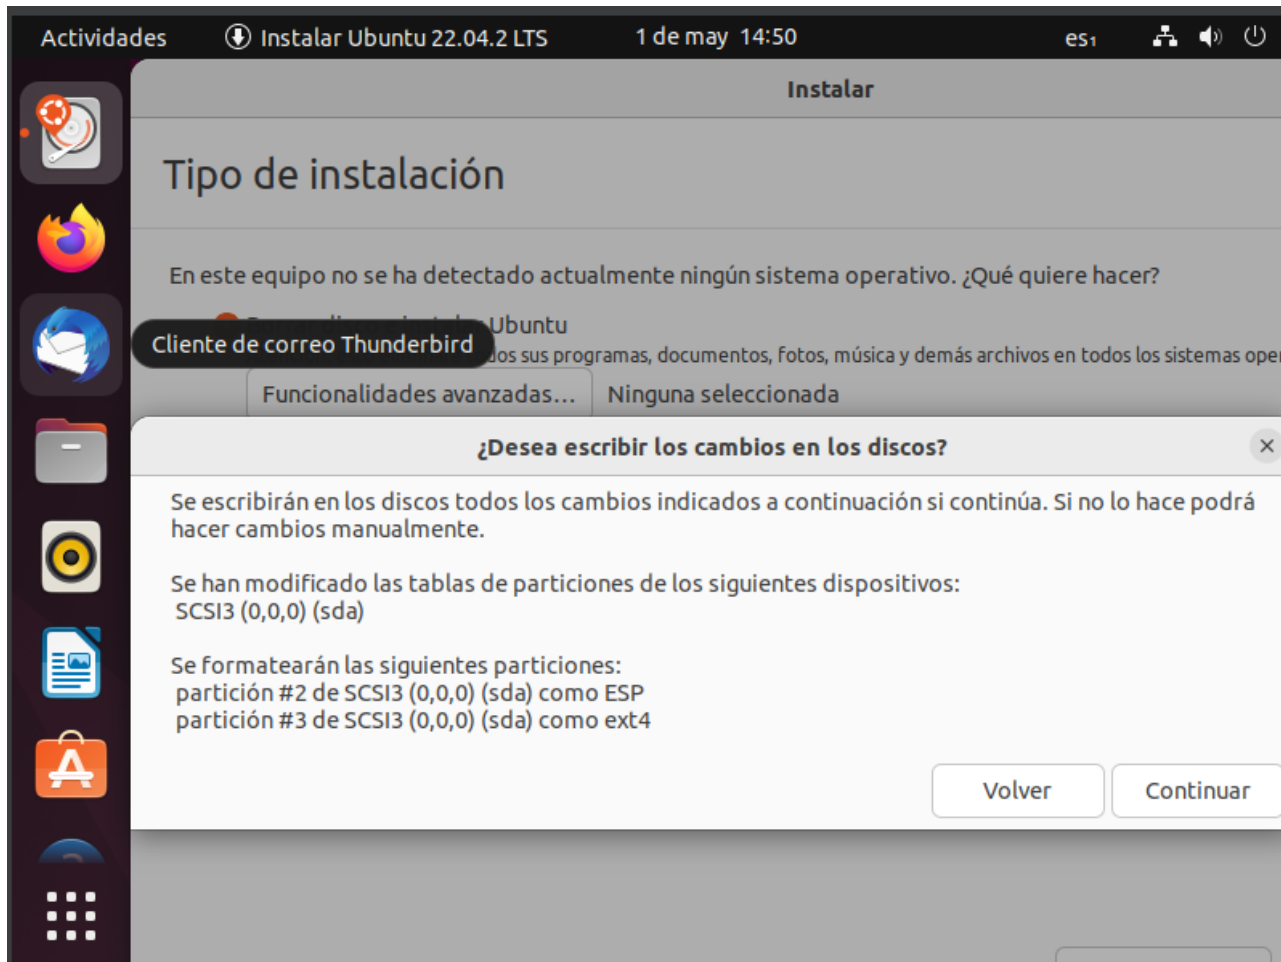 Actividades Instalar Ubuntu 22.04.2 LTS 1 de may 14:50 es₁
Instalar
Tipo de instalación
En este equipo no se ha detectado actualmente ningún sistema operativo. ¿Qué quiere hacer?
Ubuntu
Cliente de correo Thunderbird
dos sus programas, documentos, fotos, música y demás archivos en todos los sistemas oper
Funcionalidades avanzadas... Ninguna seleccionada
¿Desea escribir los cambios en los discos?
Se escribirán en los discos todos los cambios indicados a continuación si continúa. Si no lo hace podrá
hacer cambios manualmente.
Se han modificado las tablas de particiones de los siguientes dispositivos:
SCSI3 (0,0,0) (sda)
Se formatearán las siguientes particiones:
partición #2 de SCSI3 (0,0,0) (sda) como ESP
partición #3 de SCSI3 (0,0,0) (sda) como ext4
Volver Continuar